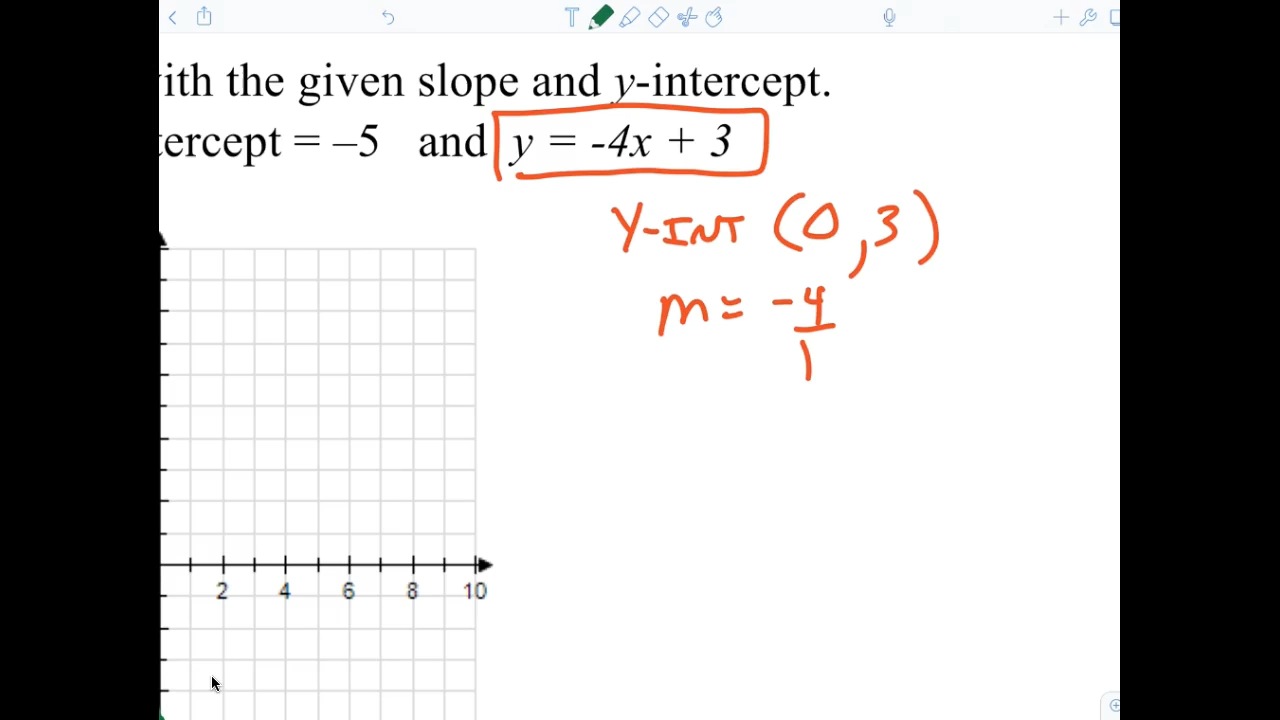 ith the given slope and y-intercept.
tercept = –5 and y = -4x + 3
Y-INT (0,3)
m = -4/1
2 4 6 8 10